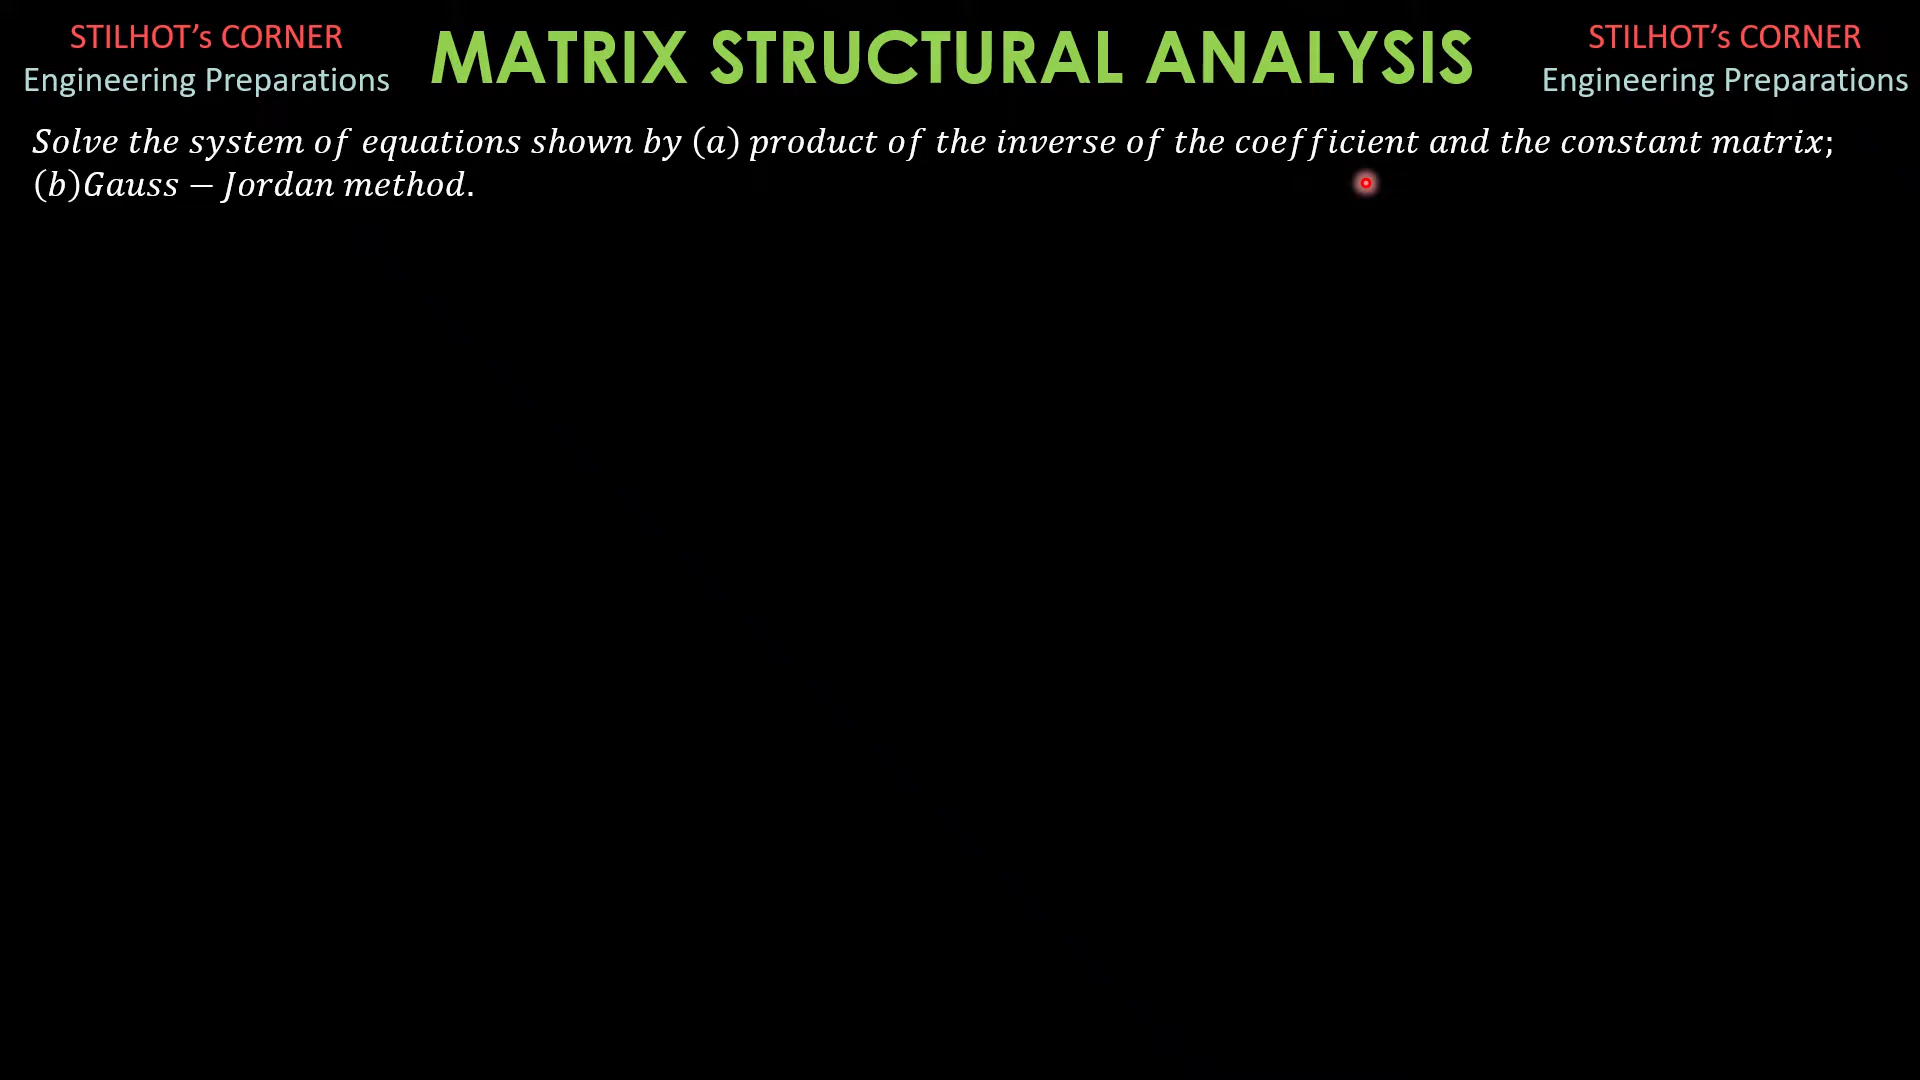 STILHOT's CORNER
Engineering Preparations
MATRIX STRUCTURAL ANALYSIS
STILHOT's CORNER
Engineering Preparations
Solve the system of equations shown by (a) product of the inverse of the coefficient and the constant matrix;
(b)Gauss − Jordan method.